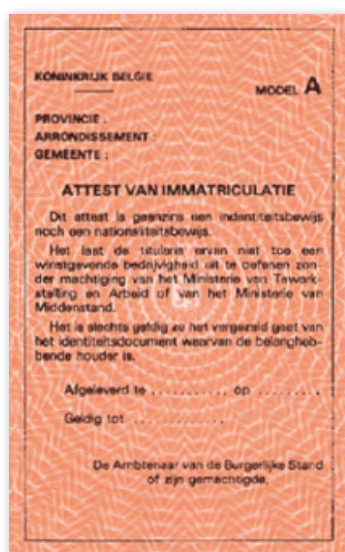 KONINKRIJK BELGIE
MODEL A
PROVINCIE :
ARRONDISSEMENT :
GEMEENTE :
ATTEST VAN IMMATRICULATIE
Dit attest is geenzins een indentiteitsbewijs
noch een nationaliteitsbewijs.
Het laat de titularis ervan niet toe een
winstgevende bedrijvigheid uit te oefenen zon-
der machtiging van het Ministerie van Tewerk-
stelling en Arbeid of van het Ministerie van
Middenstand.
Het is slechts geldig zo het vergezeld gaat van
het identiteitsdocument waarvan de belangheb-
bende houder is.
Afgeleverd te .........., op .........
Geldig tot .............
De Ambtenaar van de Burgerlijke Stand
of zijn gemachtigde,